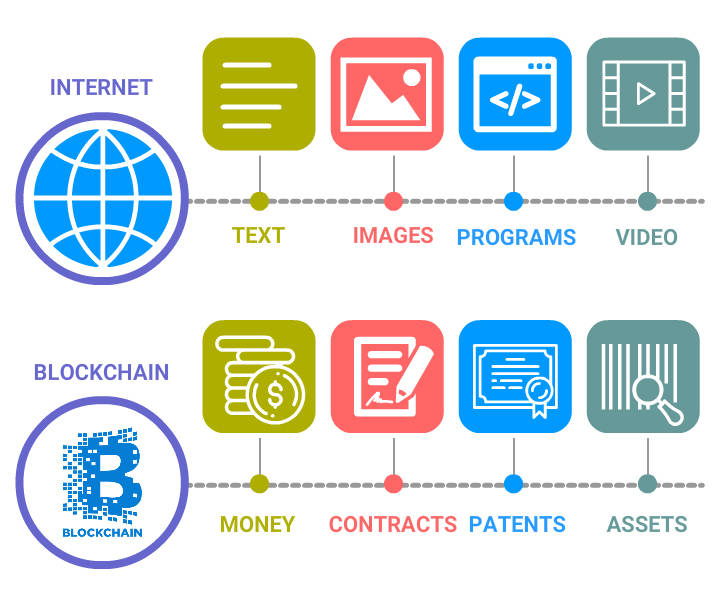 INTERNET
</>
TEXT
IMAGES
PROGRAMS
VIDEO
BLOCKCHAIN
$
B
BLOCKCHAIN
MONEY
CONTRACTS
PATENTS
ASSETS